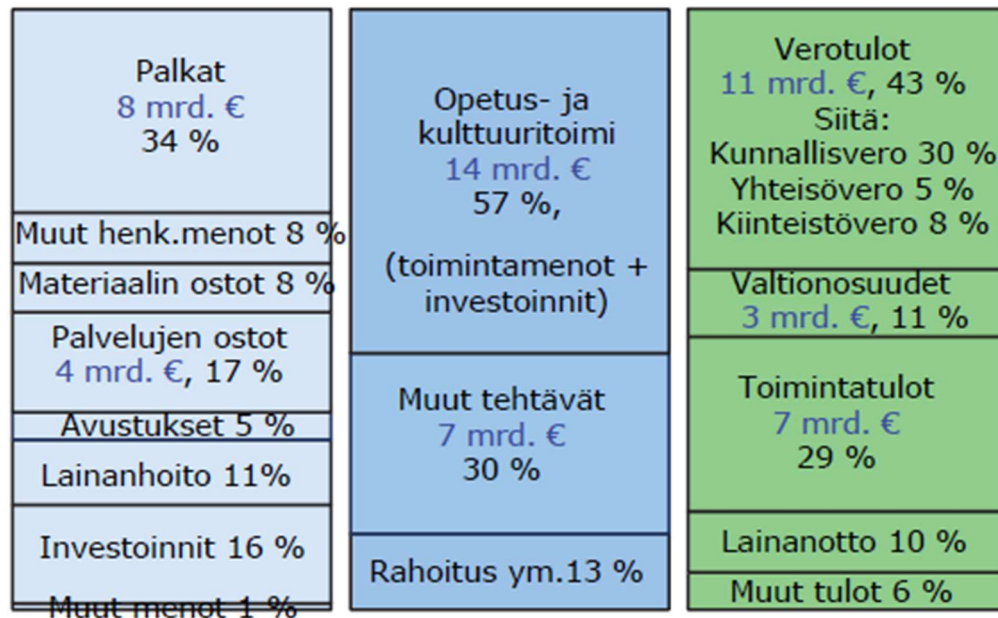 Palkat
8 mrd. €
34 %
Muut henk.menot 8 %
Materiaalin ostot 8 %
Palvelujen ostot
4 mrd. €, 17 %
Avustukset 5 %
Lainanhoito 11%
Investoinnit 16 %
Muut menot 1 %
Opetus- ja
kulttuuritoimi
14 mrd. €
57 %,
(toimintamenot +
investoinnit)
Muut tehtävät
7 mrd. €
30 %
Rahoitus ym.13 %
Verotulot
11 mrd. €, 43 %
Siitä:
Kunnallisvero 30 %
Yhteisövero 5 %
Kiinteistövero 8 %
Valtionosuudet
3 mrd. €, 11 %
Toimintatulot
7 mrd. €
29 %
Lainanotto 10 %
Muut tulot 6 %